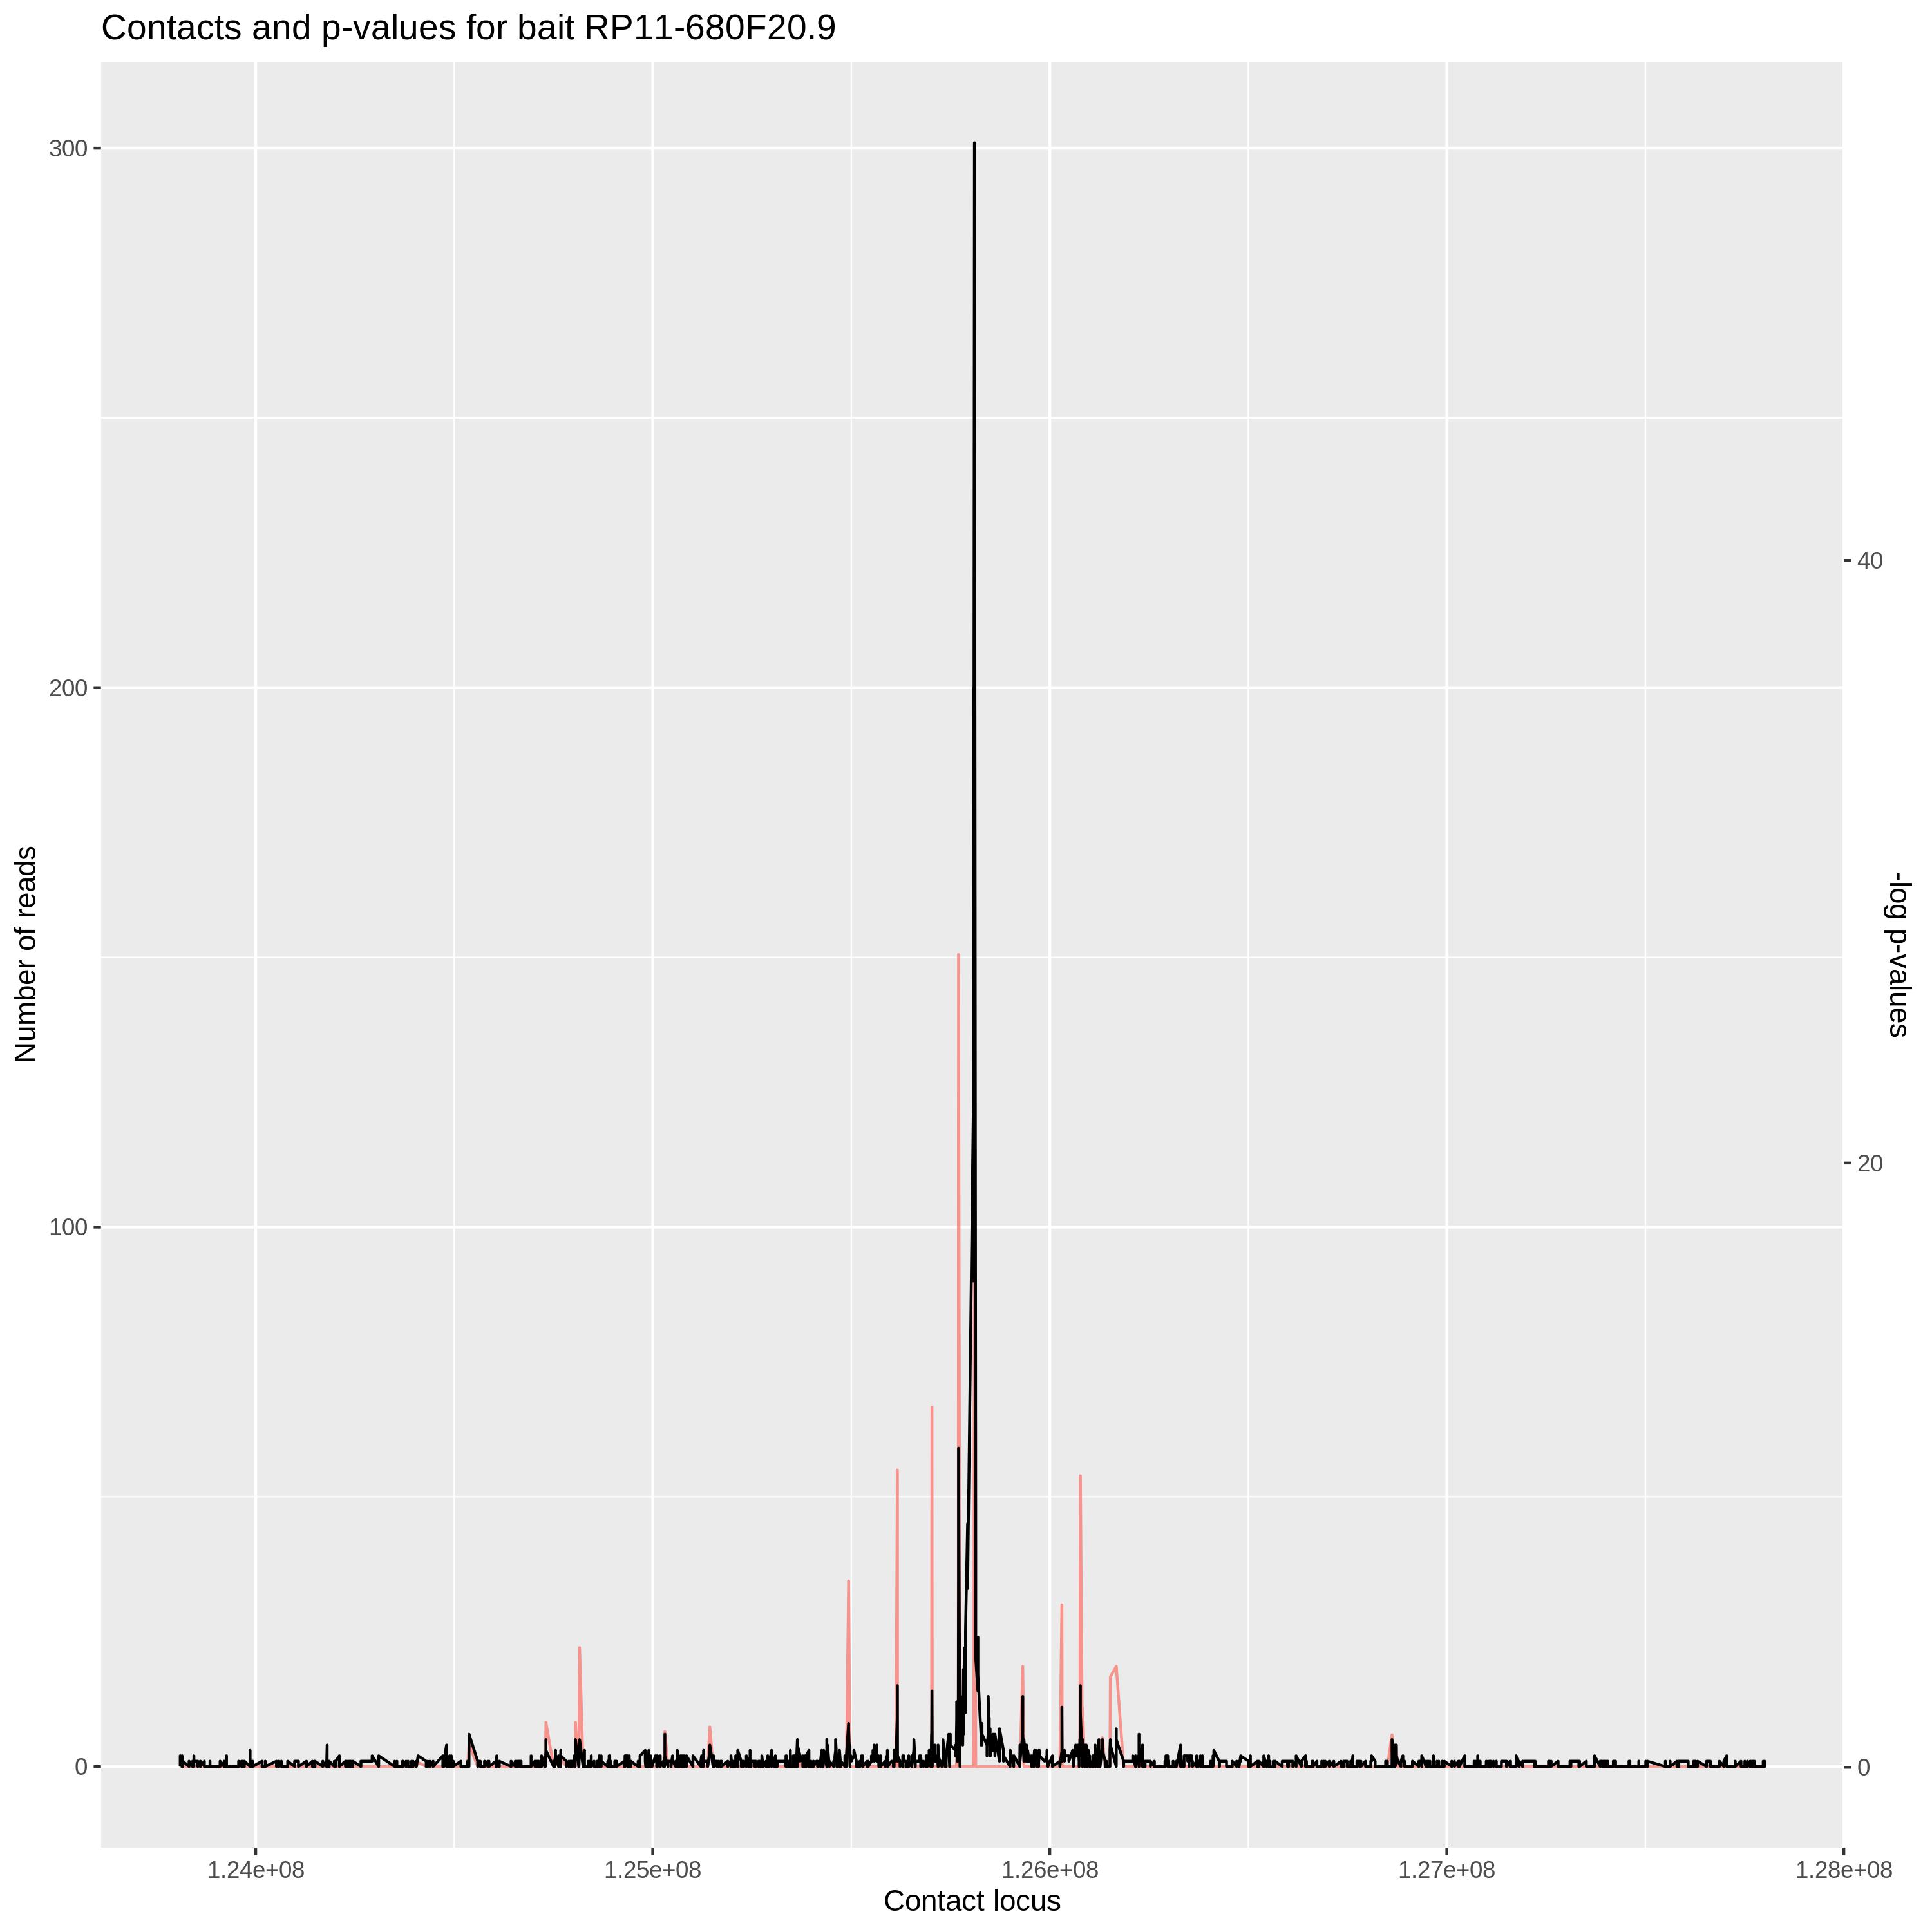 Contacts and p-values for bait RP11-680F20.9
300
200
100
0
40
20
0
Number of reads
-log p-values
1.24e+08 1.25e+08 1.26e+08 1.27e+08 1.28e+08
Contact locus